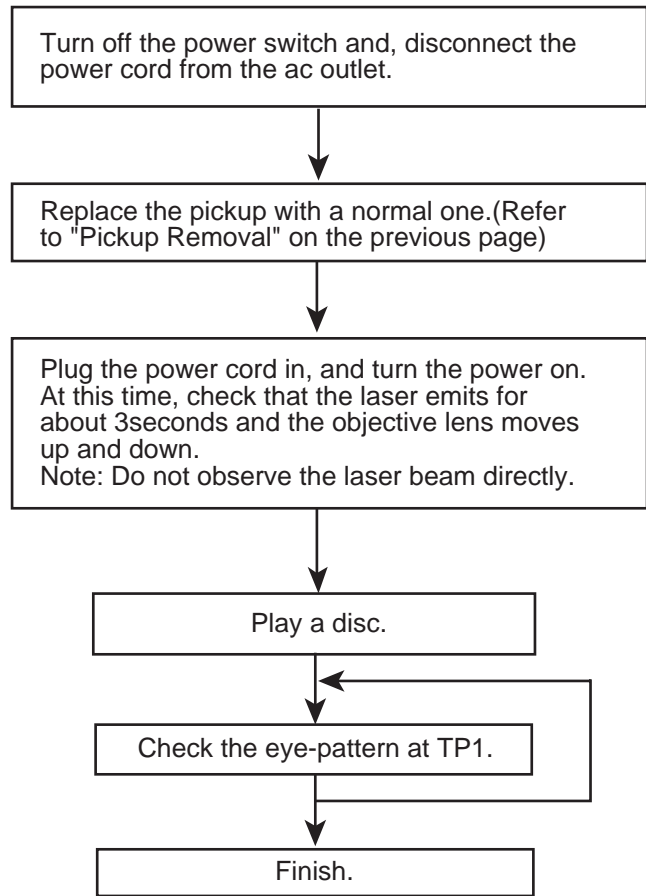 Turn off the power switch and, disconnect the
power cord from the ac outlet.
Replace the pickup with a normal one.(Refer
to "Pickup Removal" on the previous page)
Plug the power cord in, and turn the power on.
At this time, check that the laser emits for
about 3seconds and the objective lens moves
up and down.
Note: Do not observe the laser beam directly.
Play a disc.
Check the eye-pattern at TP1.
Finish.